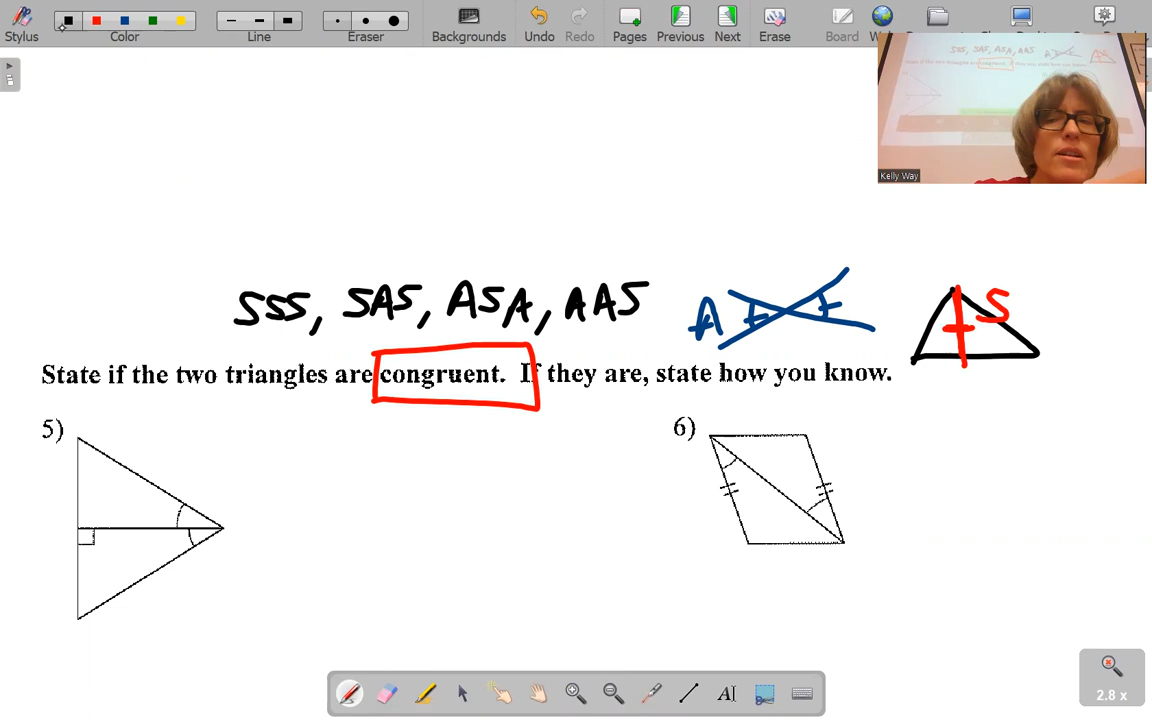 Stylus Color Line Eraser Backgrounds Undo Redo Pages Previous Next Erase Board
Kelly Way
SSS, SAS, ASA, AAS A S
State if the two triangles are congruent. If they are, state how you know.
5) 6)
2.8 x